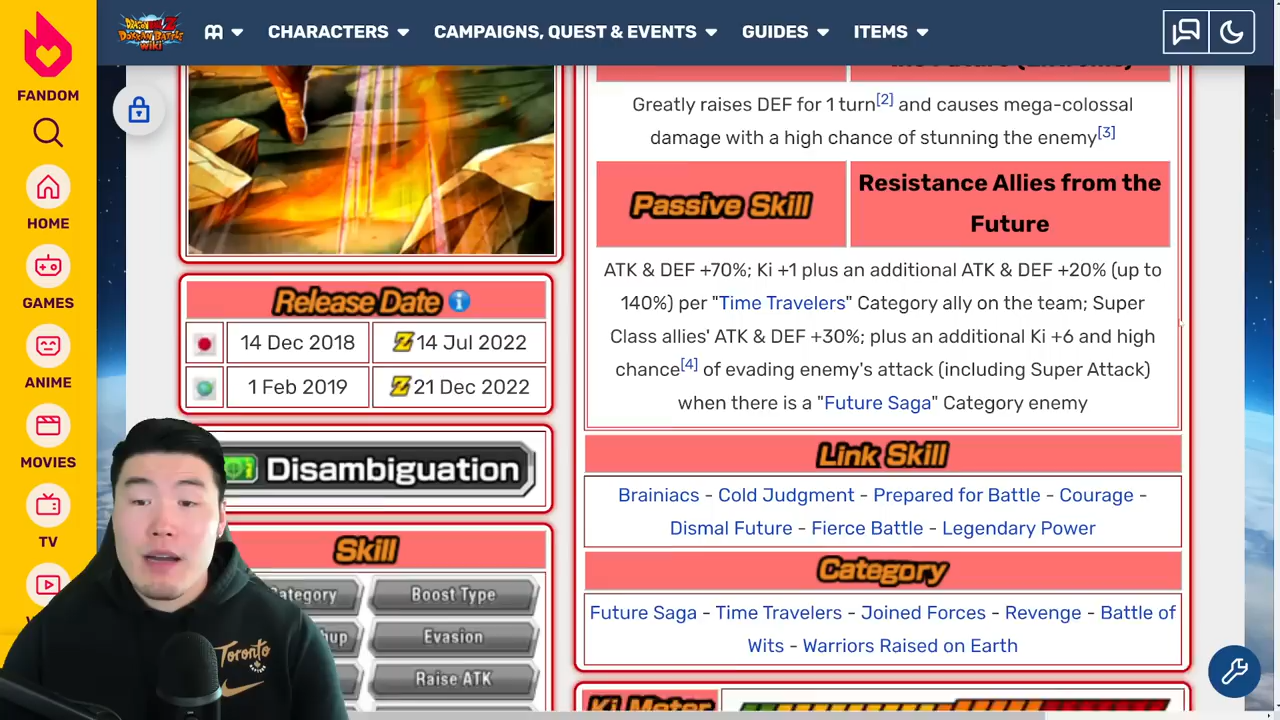 DRAGON BALL Z DOKKAN BATTLE WIKI
CHARACTERS
CAMPAIGNS, QUEST & EVENTS
GUIDES
ITEMS
FANDOM
HOME
GAMES
ANIME
MOVIES
TV
Greatly raises DEF for 1 turn[2] and causes mega-colossal
damage with a high chance of stunning the enemy[3]
Passive Skill
Resistance Allies from the
Future
ATK & DEF +70%; Ki +1 plus an additional ATK & DEF +20% (up to
140%) per "Time Travelers" Category ally on the team; Super
Class allies' ATK & DEF +30%; plus an additional Ki +6 and high
chance[4] of evading enemy's attack (including Super Attack)
when there is a "Future Saga" Category enemy
Link Skill
Brainiacs - Cold Judgment - Prepared for Battle - Courage -
Dismal Future - Fierce Battle - Legendary Power
Category
Future Saga - Time Travelers - Joined Forces - Revenge - Battle of
Wits - Warriors Raised on Earth
Ki Meter
Release Date
14 Dec 2018
Z 14 Jul 2022
1 Feb 2019
Z 21 Dec 2022
Disambiguation
Skill
Boost Type
Evasion
Raise ATK
Toronto